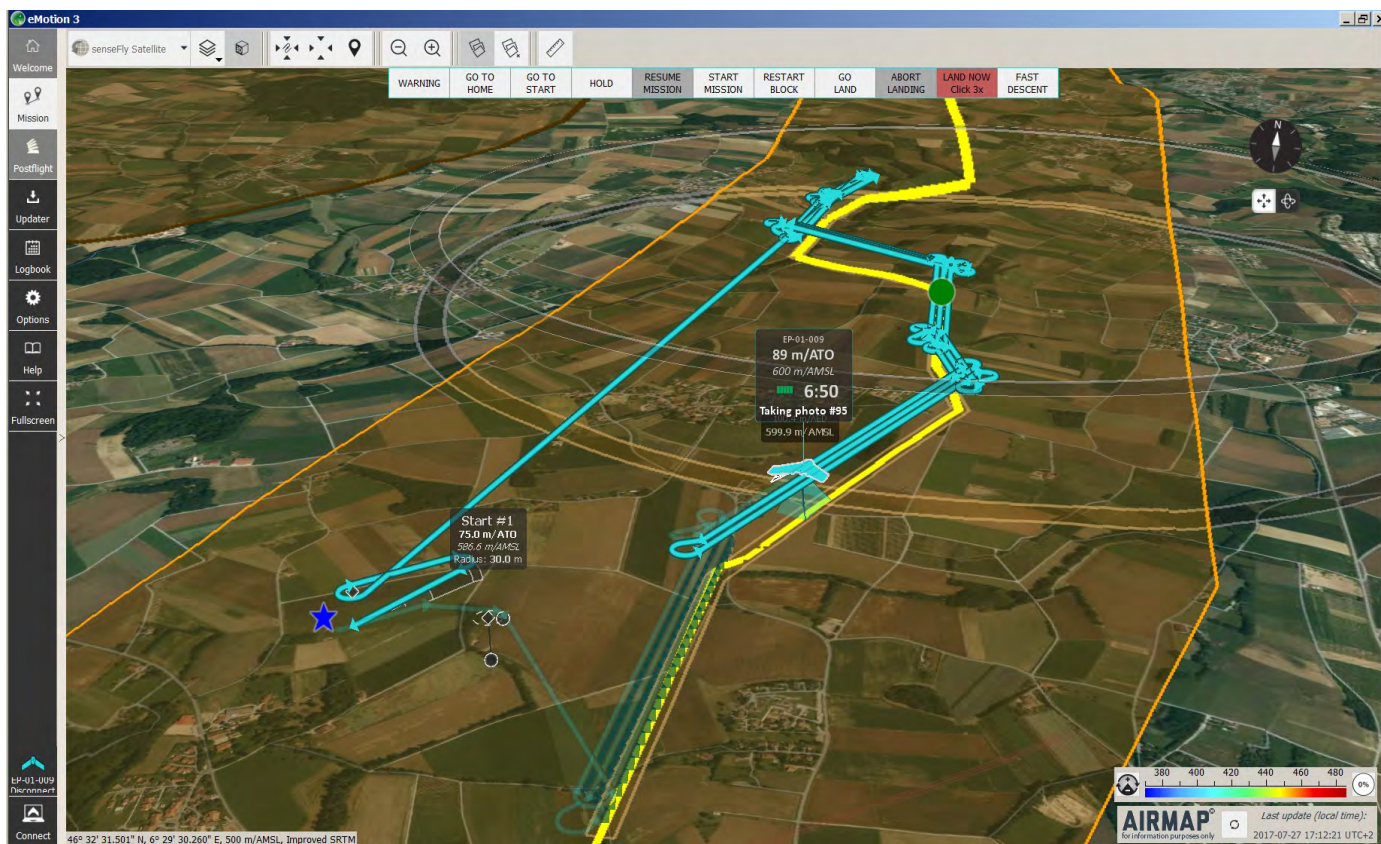 eMotion 3
Welcome
Mission
Postflight
Updater
Logbook
Options
Help
Fullscreen
EP-01-009
Disconnect
Connect
senseFly Satellite
WARNING
GO TO
HOME
GO TO
START
HOLD
RESUME
MISSION
START
MISSION
RESTART
BLOCK
GO
LAND
ABORT
LANDING
LAND NOW
Click 3x
FAST
DESCENT
N
EP-01-009
89 m/ATO
600 m/AMSL
6:50
Taking photo #95
599.9 m/AMSL
Start #1
75.0 m/ATO
586.6 m/AMSL
Radius: 30.0 m
380 400 420 440 460 480
0%
AIRMAP©
for information purposes only
Last update (local time):
2017-07-27 17:12:21 UTC+2
46° 32' 31.501" N, 6° 29' 30.260" E, 500 m/AMSL, Improved SRTM